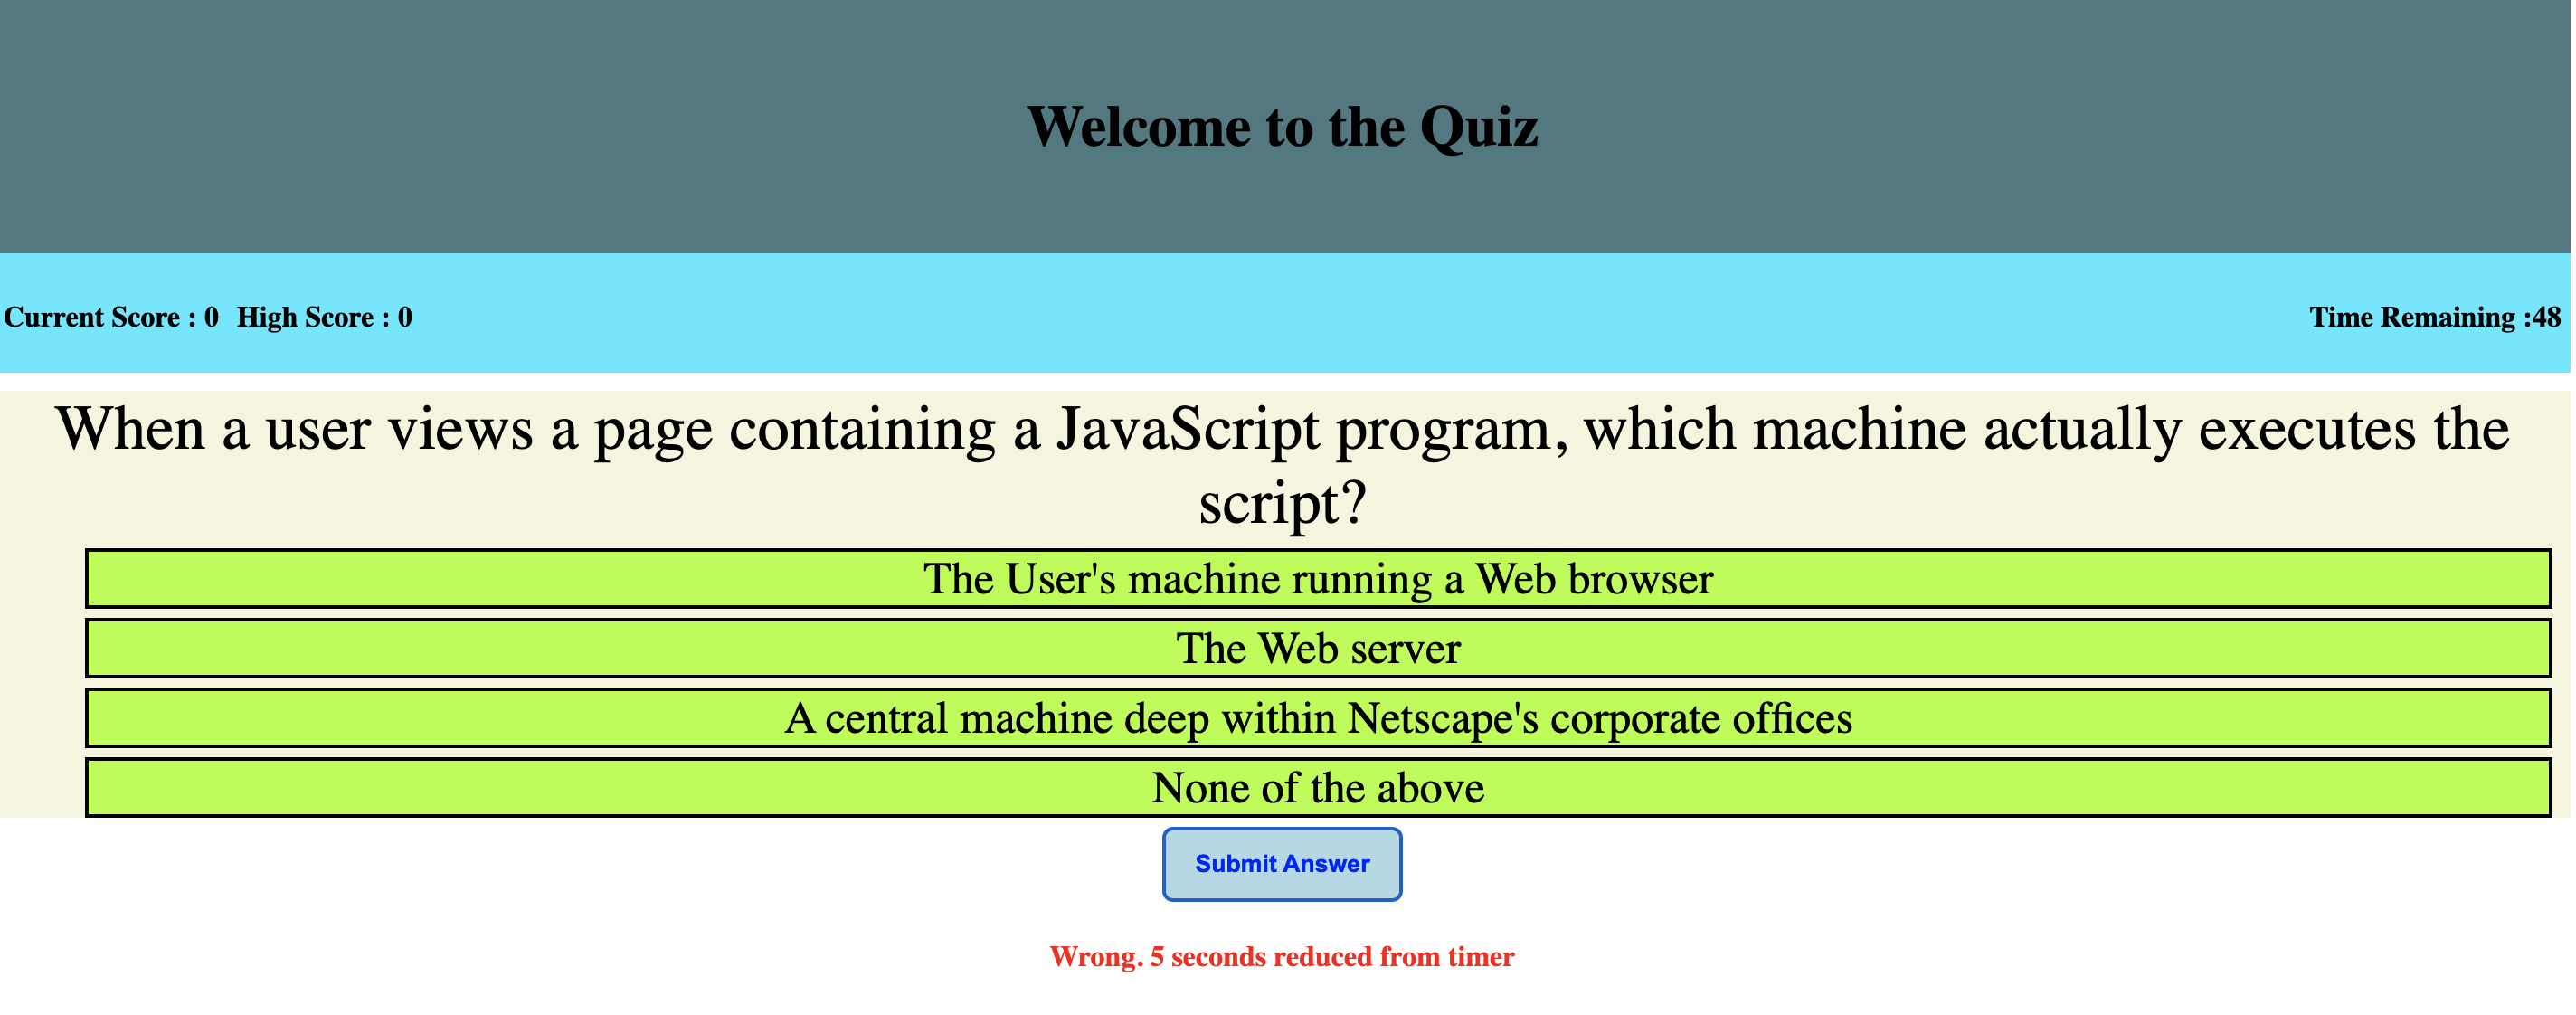 Welcome to the Quiz
Current Score : 0 High Score : 0
Time Remaining :48
When a user views a page containing a JavaScript program, which machine actually executes the
script?
The User's machine running a Web browser
The Web server
A central machine deep within Netscape's corporate offices
None of the above
Submit Answer
Wrong. 5 seconds reduced from timer